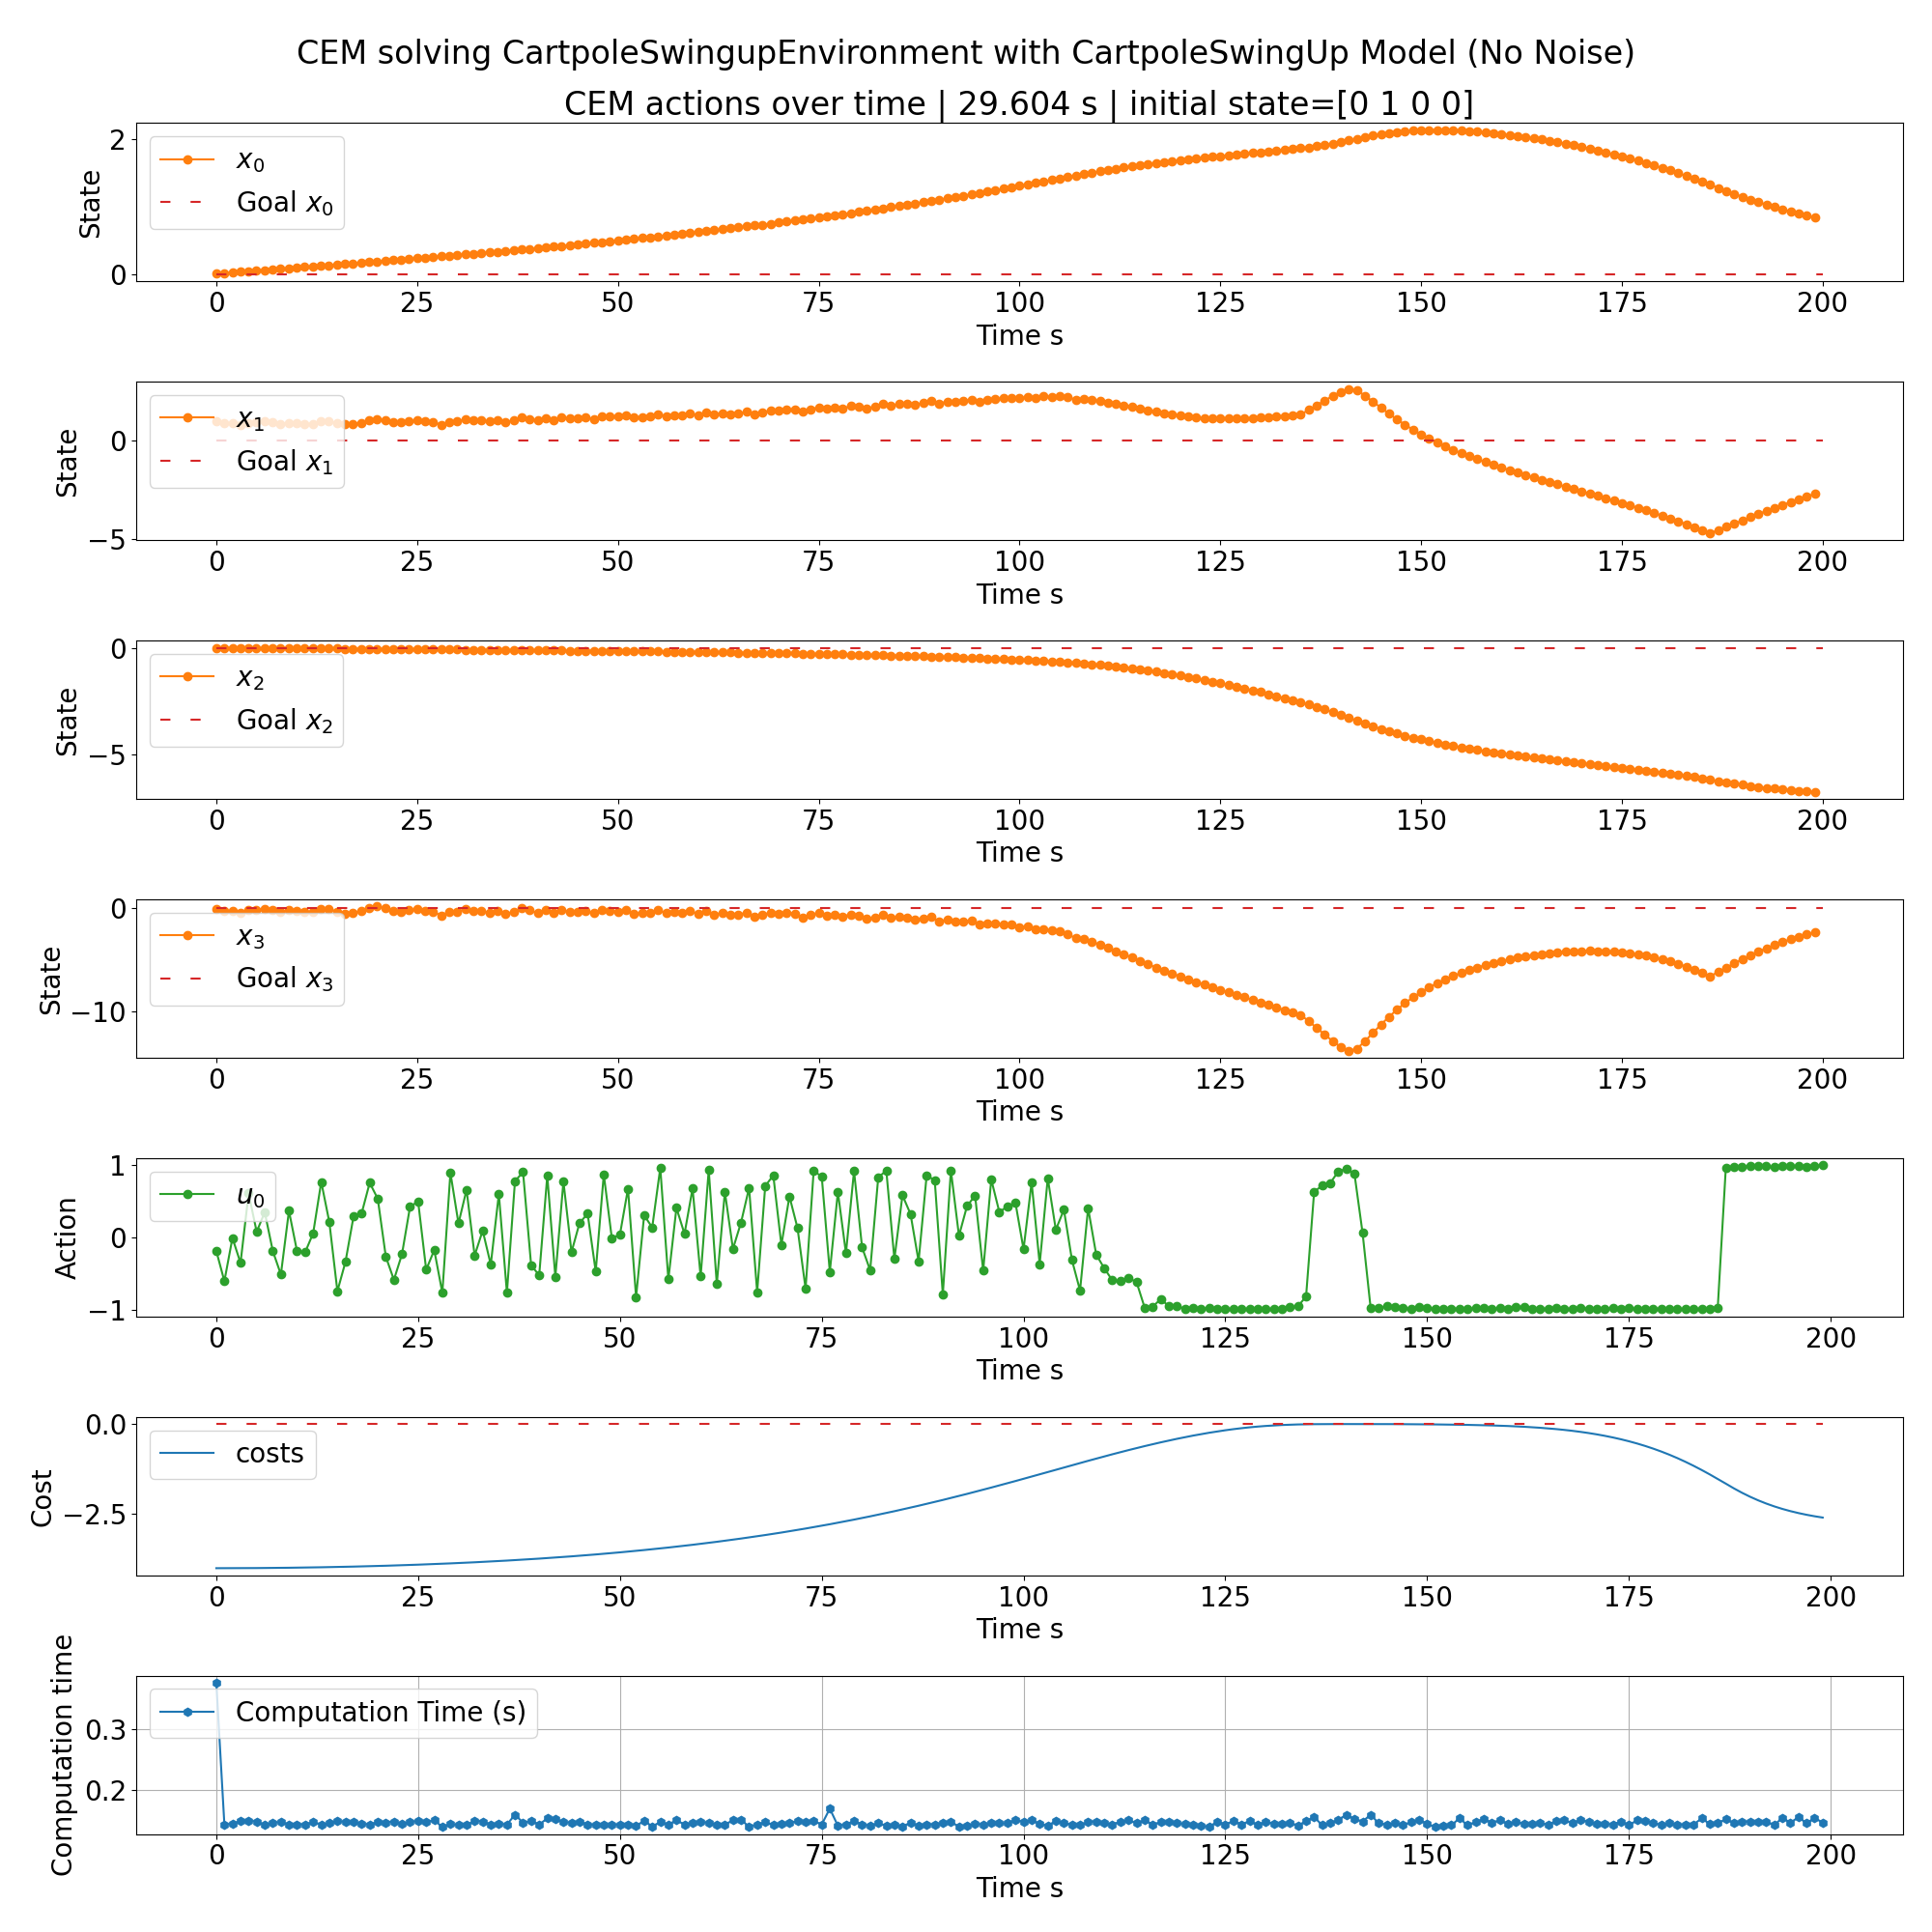 CEM solving CartpoleSwingupEnvironment with CartpoleSwingUp Model (No Noise)
CEM actions over time | 29.604 s | initial state=[0 1 0 0]
State
2
0
x₀
Goal x₀
0 25 50 75 100 125 150 175 200
Time s
State
0
−5
x₁
Goal x₁
0 25 50 75 100 125 150 175 200
Time s
State
0
−5
x₂
Goal x₂
0 25 50 75 100 125 150 175 200
Time s
State
0
−10
x₃
Goal x₃
0 25 50 75 100 125 150 175 200
Time s
Action
1
0
−1
u₀
0 25 50 75 100 125 150 175 200
Time s
Cost
0.0
−2.5
costs
0 25 50 75 100 125 150 175 200
Time s
Computation time
0.3
0.2
Computation Time (s)
0 25 50 75 100 125 150 175 200
Time s